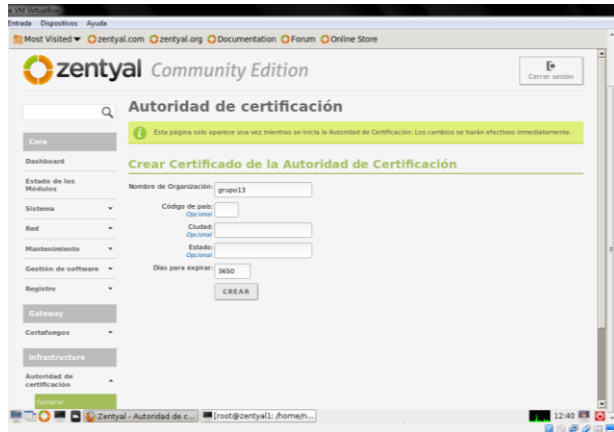 VM VirtualBox
Entrada Dispositivos Ayuda
Most Visited zentyal.com zentyal.org Documentation Forum Online Store
zentyal Community Edition
Cerrar sesión
Autoridad de certificación
Esta página solo aparece una vez mientras se inicia la Autoridad de Certificación. Los cambios se harán efectivos inmediatamente.
Core
Dashboard
Estado de los
Módulos
Sistema
Red
Mantenimiento
Gestión de software
Registro
Gateway
Cortafuegos
Infrastructure
Autoridad de
certificación
General
Crear Certificado de la Autoridad de Certificación
Nombre de Organización: grupo13
Código de país:
Opcional
Ciudad:
Opcional
Estado:
Opcional
Días para expirar: 3650
CREAR
Zentyal - Autoridad de c...
[root@zentyal1: /home/n...
12:40